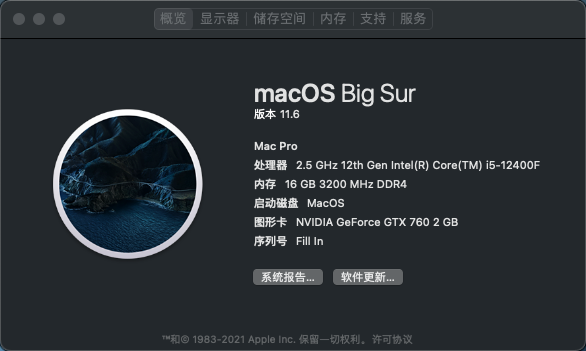 概览 显示器 储存空间 内存 支持 服务
macOS Big Sur
版本 11.6
Mac Pro
处理器 2.5 GHz 12th Gen Intel(R) Core(TM) i5-12400F
内存 16 GB 3200 MHz DDR4
启动磁盘 MacOS
图形卡 NVIDIA GeForce GTX 760 2 GB
序列号 Fill In
系统报告... 软件更新...
™和© 1983-2021 Apple Inc. 保留一切权利。许可协议